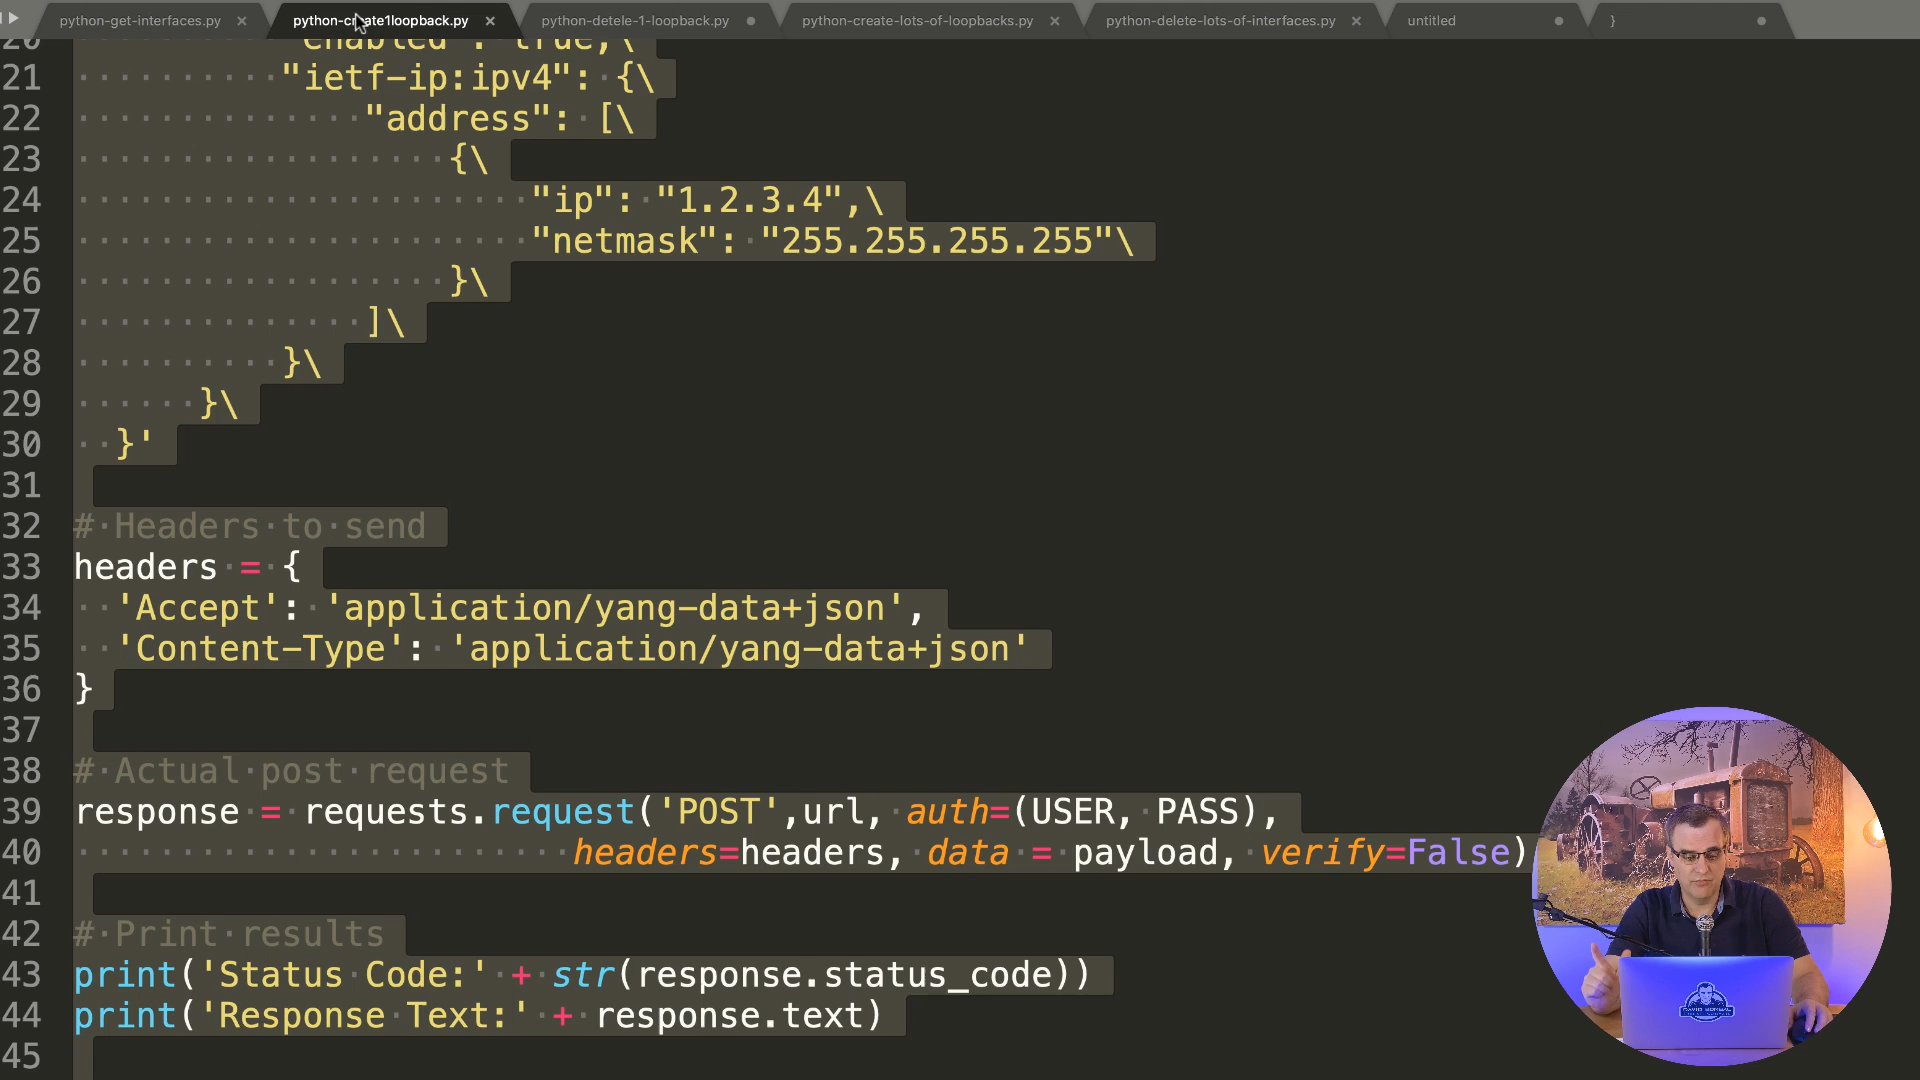 python-get-interfaces.py × python-create1loopback.py × python-detele-1-loopback.py python-create-lots-of-loopbacks.py × python-delete-lots-of-interfaces.py × untitled }
20 "enabled": true,\
21 "ietf-ip:ipv4": {\
22 "address": [\
23 {\
24 "ip": "1.2.3.4",\
25 "netmask": "255.255.255.255"\
26 }\
27 ]\
28 }\
29 }\
30 }'
31
32 # Headers to send
33 headers = {
34 'Accept': 'application/yang-data+json',
35 'Content-Type': 'application/yang-data+json'
36 }
37
38 # Actual post request
39 response = requests.request('POST',url, auth=(USER, PASS),
40 headers=headers, data = payload, verify=False)
41
42 # Print results
43 print('Status Code:' + str(response.status_code))
44 print('Response Text:' + response.text)
45
DAVID BOMBAL